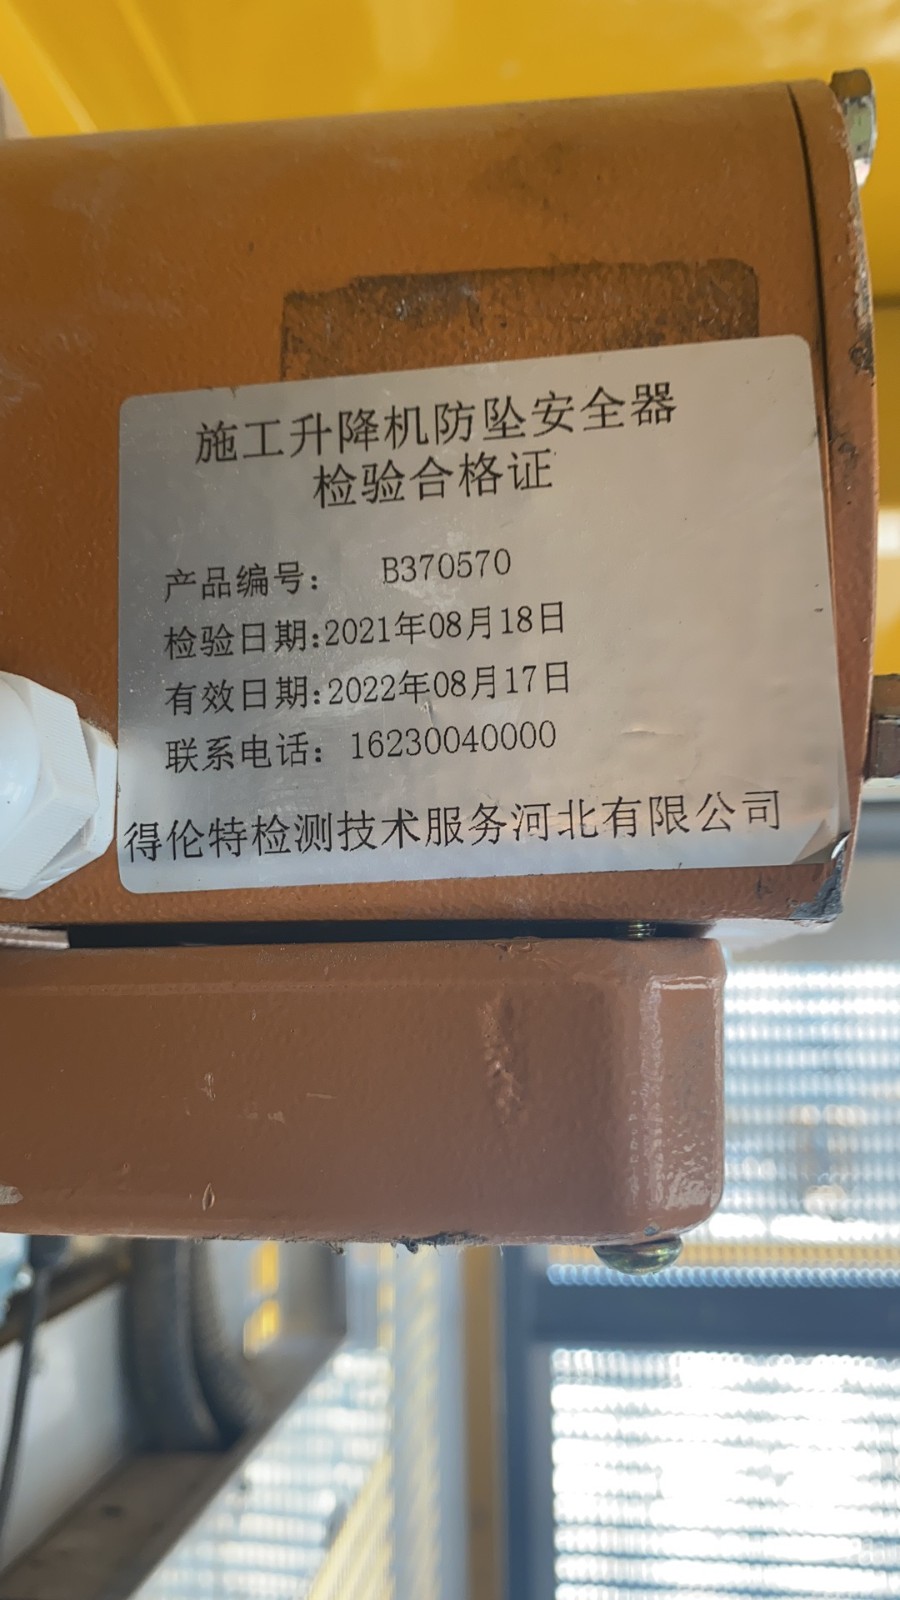 施工升降机防坠安全器
检验合格证
产品编号: B370570
检验日期:2021年08月18日
有效日期:2022年08月17日
联系电话: 16230040000
得伦特检测技术服务河北有限公司